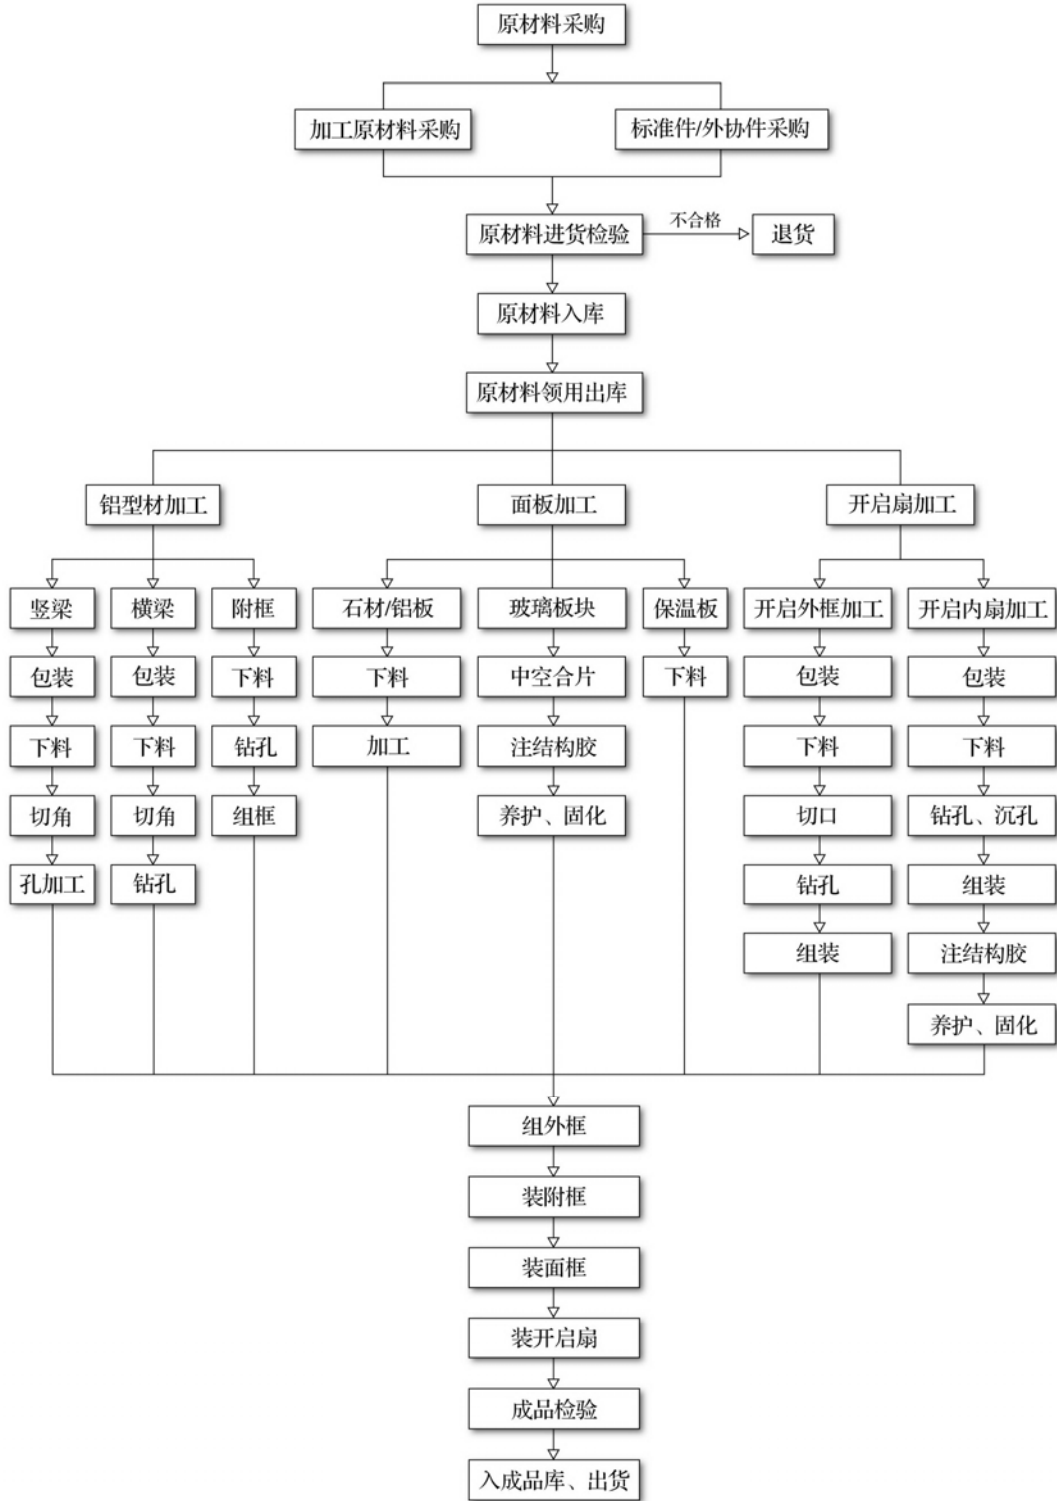 原材料采购
加工原材料采购
标准件/外协件采购
原材料进货检验
不合格
退货
原材料入库
原材料领用出库
铝型材加工
面板加工
开启扇加工
竖梁
横梁
附框
石材/铝板
玻璃板块
保温板
开启外框加工
开启内扇加工
包装
包装
下料
下料
中空合片
下料
包装
包装
下料
下料
钻孔
加工
注结构胶
下料
下料
切角
切角
组框
养护、固化
切口
钻孔、沉孔
孔加工
钻孔
钻孔
组装
组装
注结构胶
养护、固化
组外框
装附框
装面框
装开启扇
成品检验
入成品库、出货